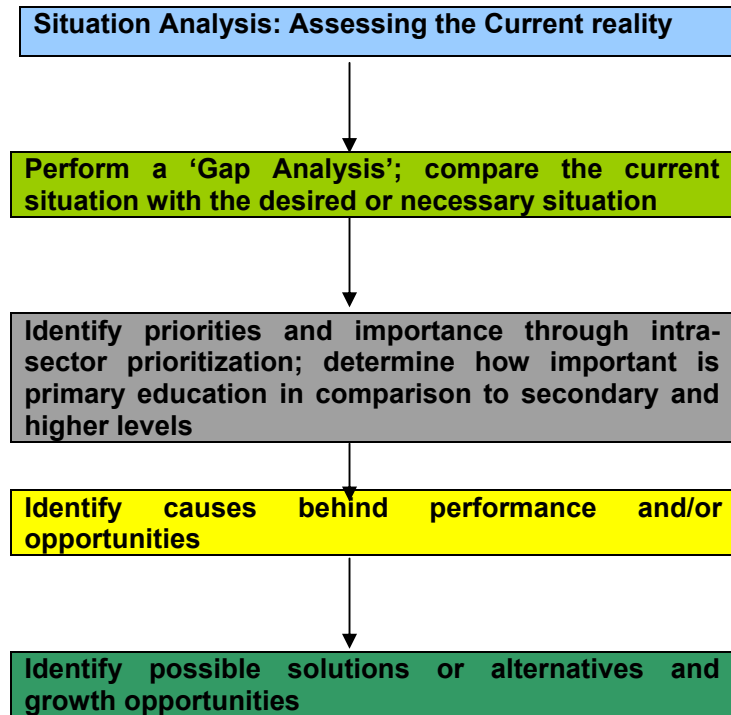 Situation Analysis: Assessing the Current reality
Perform a ‘Gap Analysis’; compare the current
situation with the desired or necessary situation
Identify priorities and importance through intra-
sector prioritization; determine how important is
primary education in comparison to secondary and
higher levels
Identify causes behind performance and/or
opportunities
Identify possible solutions or alternatives and
growth opportunities